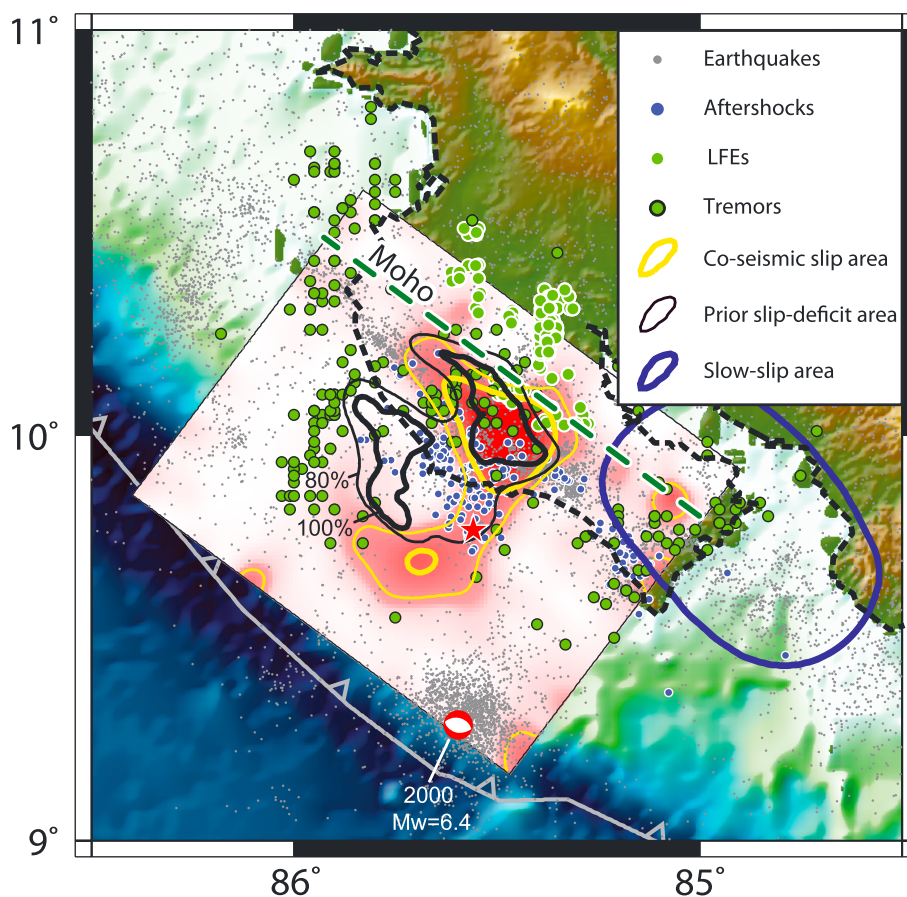 11°
10°
9°
86°
85°
Earthquakes
Aftershocks
LFEs
Tremors
Co-seismic slip area
Prior slip-deficit area
Slow-slip area
Moho
80%
100%
2000
Mw=6.4